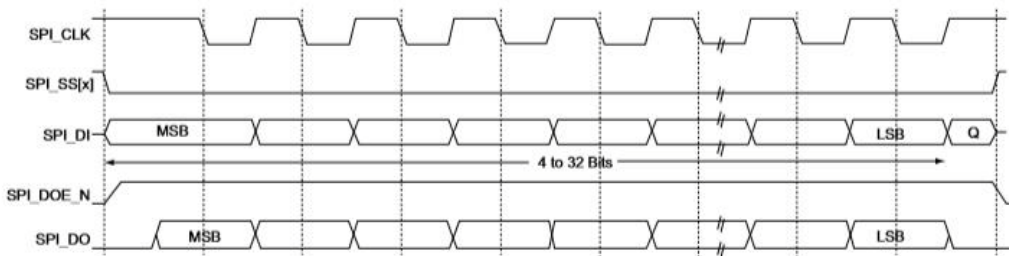 SPI_CLK
SPI_SS[x]
SPI_DI MSB LSB Q
4 to 32 Bits
SPI_DOE_N
SPI_DO MSB LSB